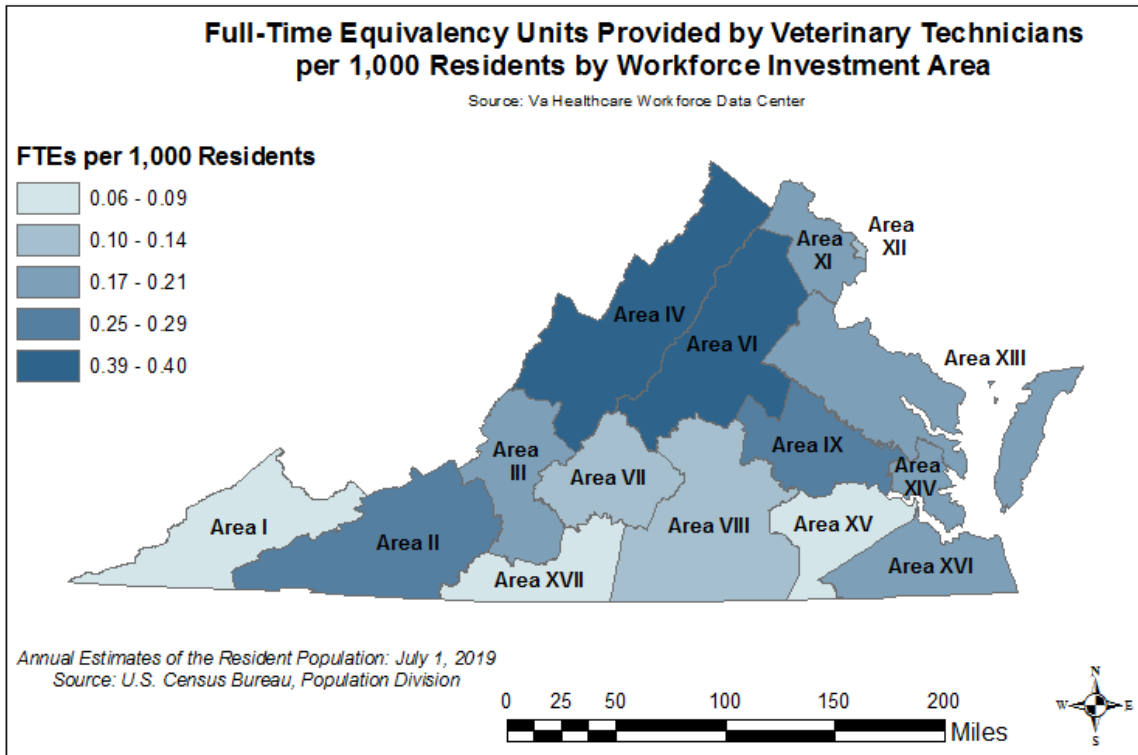 Full-Time Equivalency Units Provided by Veterinary Technicians
per 1,000 Residents by Workforce Investment Area
Source: Va Healthcare Workforce Data Center
FTEs per 1,000 Residents
0.06 - 0.09
0.10 - 0.14
0.17 - 0.21
0.25 - 0.29
0.39 - 0.40
Area
XI
Area
XII
Area IV
Area VI
Area XIII
Area
III
Area VII
Area IX
Area
XIV
Area I
Area II
Area VIII
Area XV
Area XVII
Area XVI
Annual Estimates of the Resident Population: July 1, 2019
Source: U.S. Census Bureau, Population Division
0 25 50 100 150 200
Miles
N
W E
S